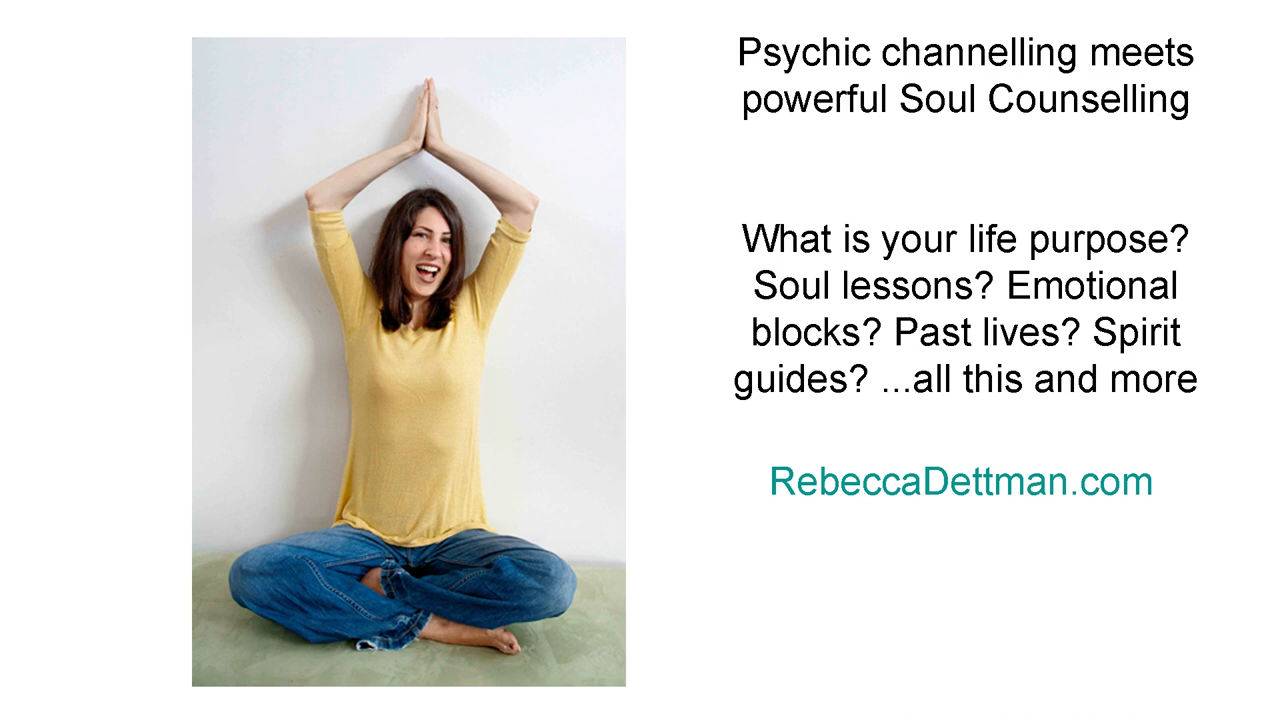 Psychic channelling meets
powerful Soul Counselling
What is your life purpose?
Soul lessons? Emotional
blocks? Past lives? Spirit
guides? ...all this and more
RebeccaDettman.com